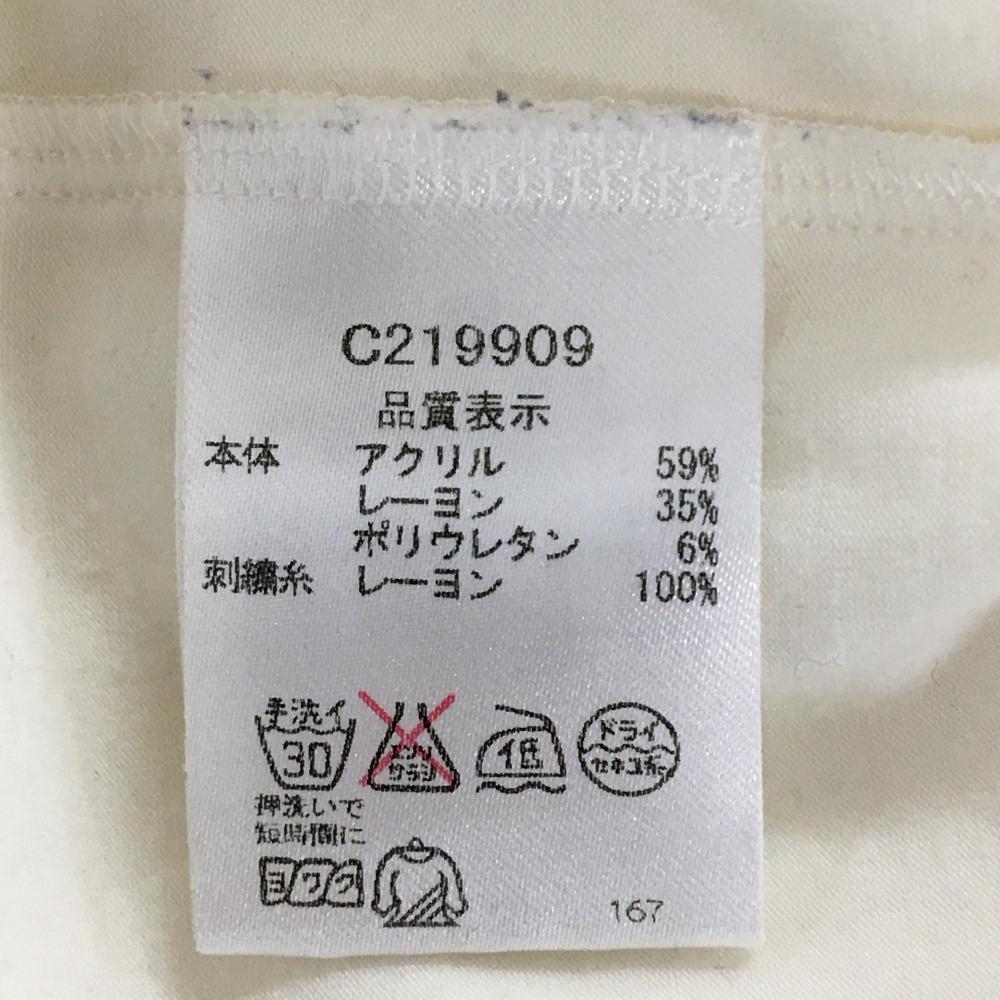 C219909
品質表示
本体 アクリル 59%
レーヨン 35%
ポリウレタン 6%
刺繍糸 レーヨン 100%
手洗イ
30
エンソ
サラシ
低
ドライ
セキユ系
押洗いで
短時間に
ヨワク
167